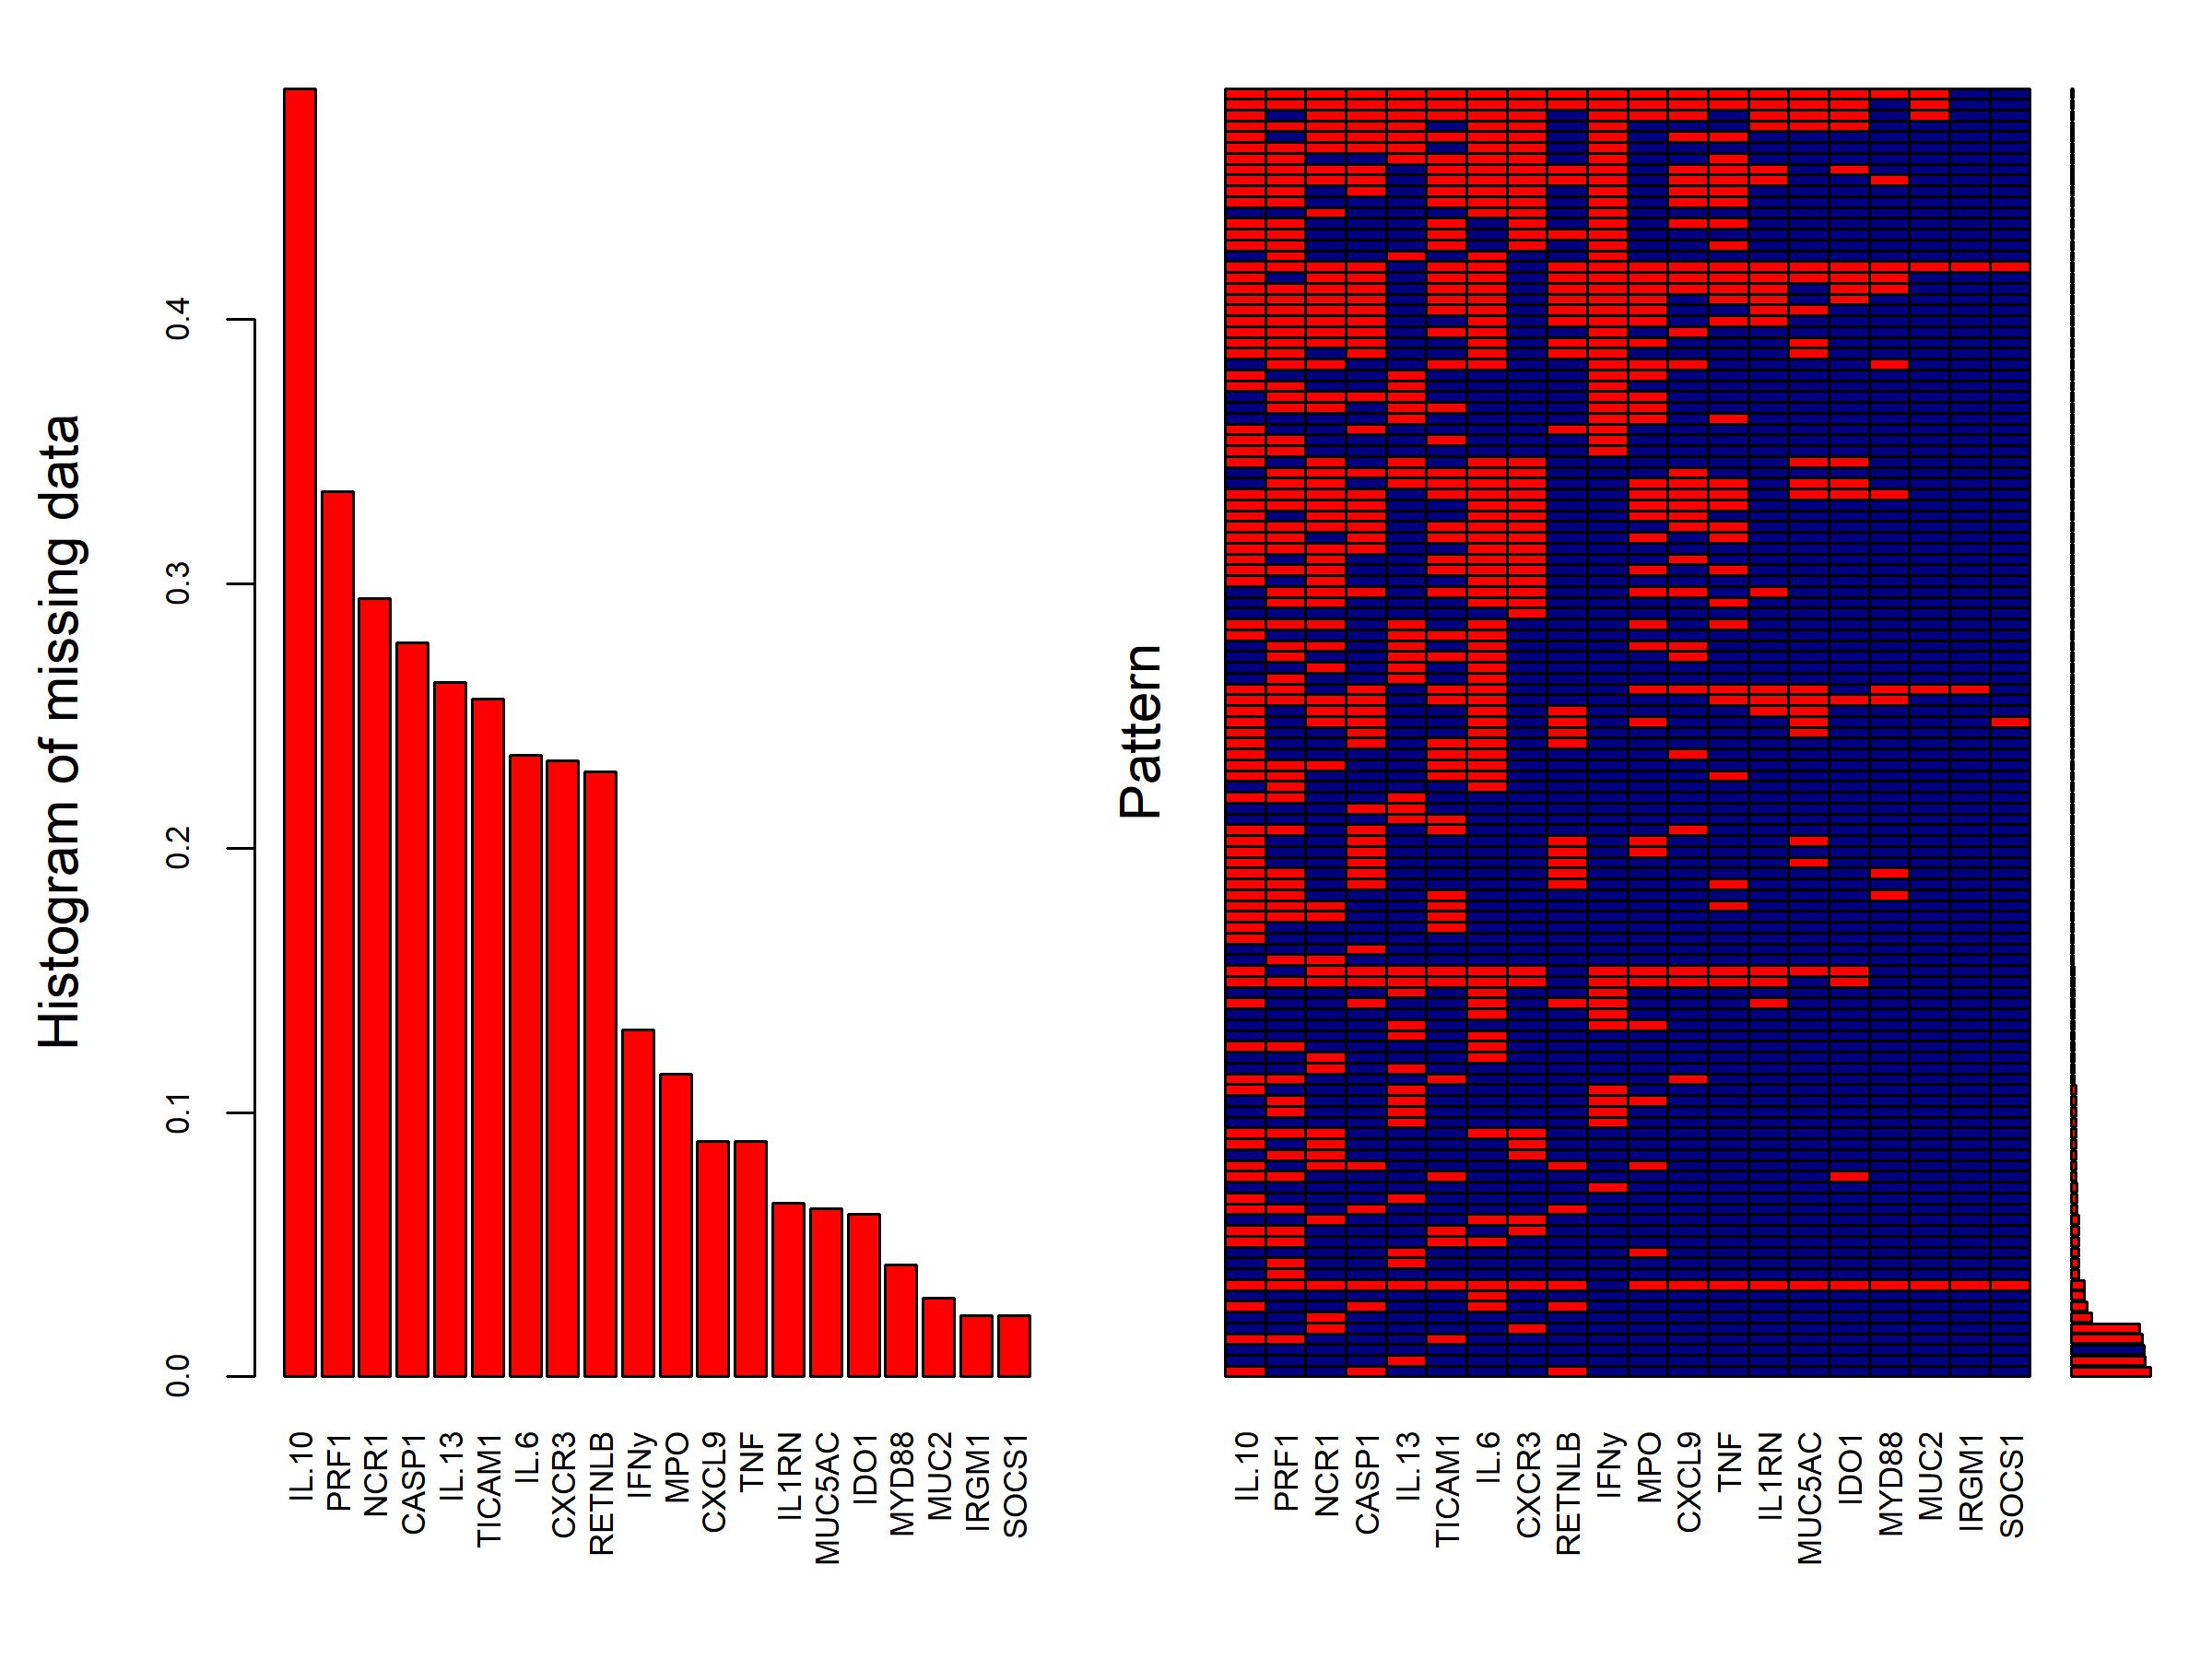 Histogram of missing data
0.4
0.3
0.2
0.1
0.0
IL.10
PRF1
NCR1
CASP1
IL.13
TICAM1
IL.6
CXCR3
RETNLB
IFNy
MPO
CXCL9
TNF
IL1RN
MUC5AC
IDO1
MYD88
MUC2
IRGM1
SOCS1
Pattern
IL.10
PRF1
NCR1
CASP1
IL.13
TICAM1
IL.6
CXCR3
RETNLB
IFNy
MPO
CXCL9
TNF
IL1RN
MUC5AC
IDO1
MYD88
MUC2
IRGM1
SOCS1